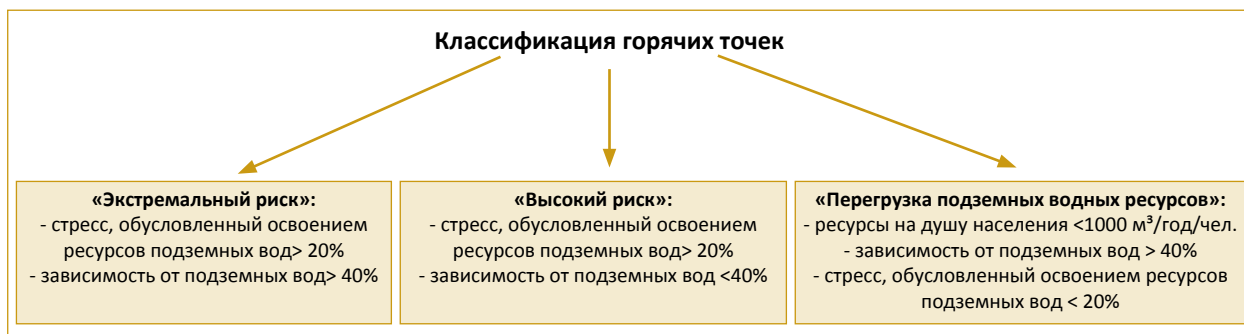 Классификация горячих точек
«Экстремальный риск»:
- стресс, обусловленный освоением
ресурсов подземных вод> 20%
- зависимость от подземных вод> 40%
«Высокий риск»:
- стресс, обусловленный освоением
ресурсов подземных вод> 20%
- зависимость от подземных вод <40%
«Перегрузка подземных водных ресурсов»:
- ресурсы на душу населения <1000 м³/год/чел.
- зависимость от подземных вод > 40%
- стресс, обусловленный освоением ресурсов
подземных вод < 20%